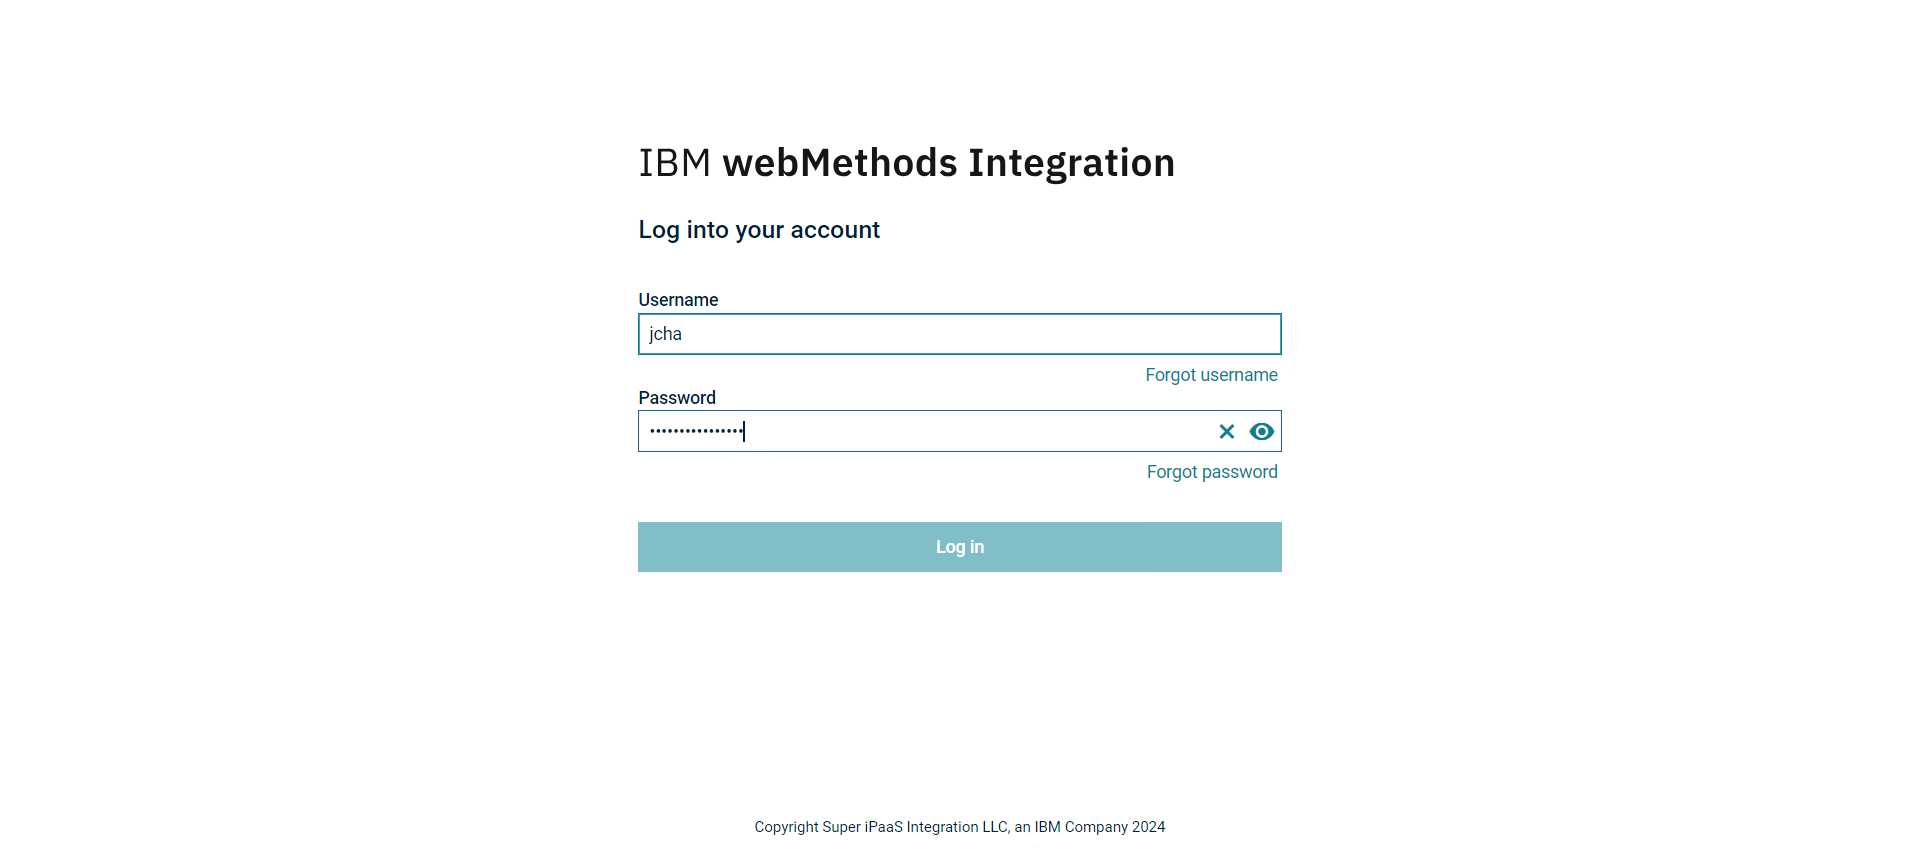 IBM webMethods Integration
Log into your account
Username
jcha
Forgot username
Password
••••••••••••••••
Forgot password
Log in
Copyright Super iPaaS Integration LLC, an IBM Company 2024